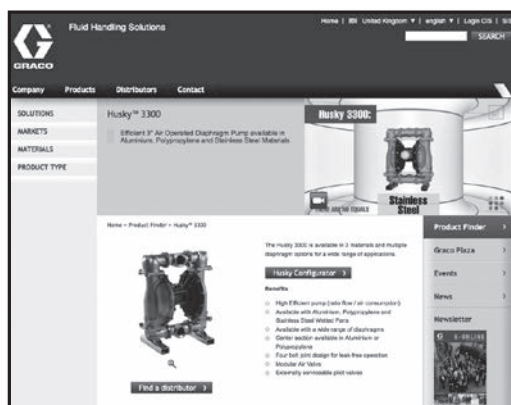 Fluid Handling Solutions
Home | United Kingdom ▼ | english ▼ | Login CIS |
SEARCH
GRACO
Company Products Distributors Contact
SOLUTIONS
MARKETS
MATERIALS
PRODUCT TYPE
Husky™ 3300
Efficient 3" Air Operated Diaphragm Pump available in
Aluminium, Polypropylene and Stainless Steel Materials
Husky 3300:
Stainless
Steel
Home > Product Finder > Husky™ 3300
The Husky 3300 is available in 3 materials and multiple
diaphragm options for a wide range of applications.
Husky Configurator >
Benefits
High Efficient pump (ratio flow / air consumption)
Available with Aluminium, Polypropylene and
Stainless Steel Wetted Parts
Available with a wide range of diaphragms
Center section available in Aluminium or
Polypropylene
Four bolt joint design for leak-free operation
Modular Air Valve
Externally serviceable pilot valves
Find a distributor >
Product Finder >
Graco Plaza >
Events >
News >
Newsletter